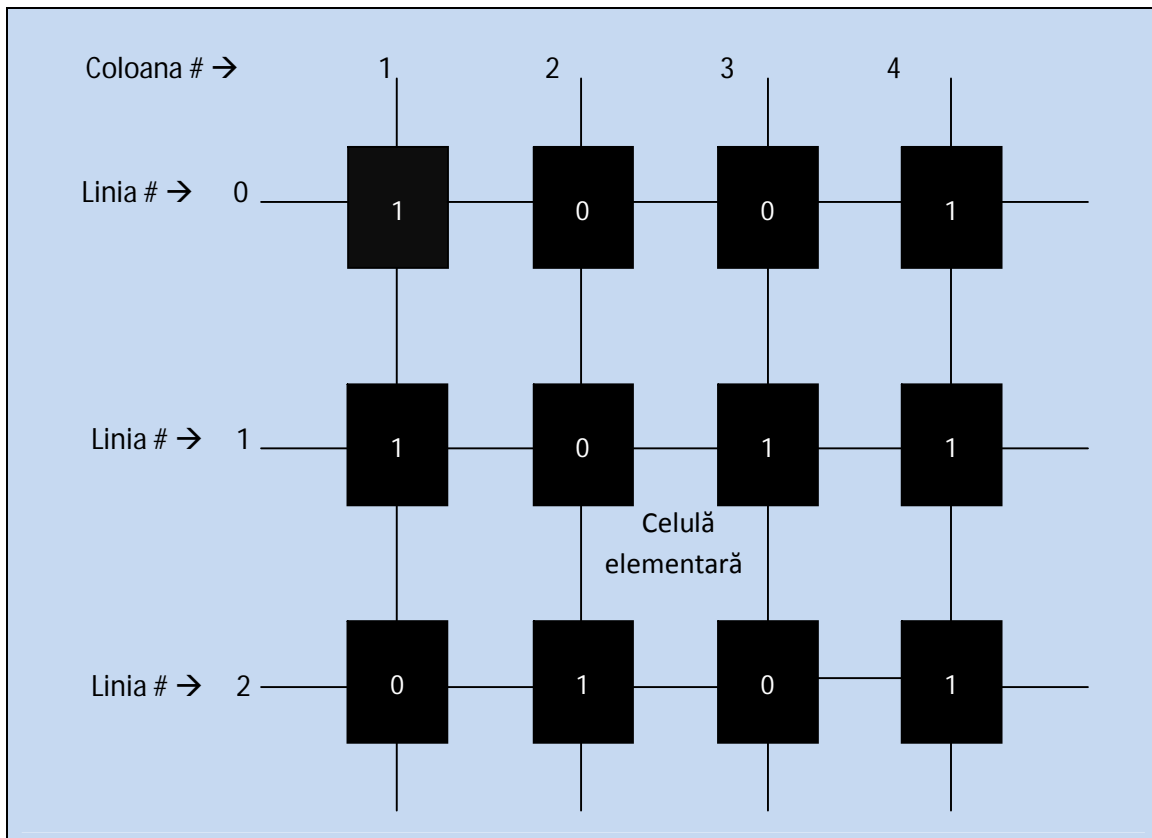 Coloana # → 1 2 3 4
Linia # → 0 1 0 0 1
Linia # → 1 1 0 1 1
Celulă
elementară
Linia # → 2 0 1 0 1